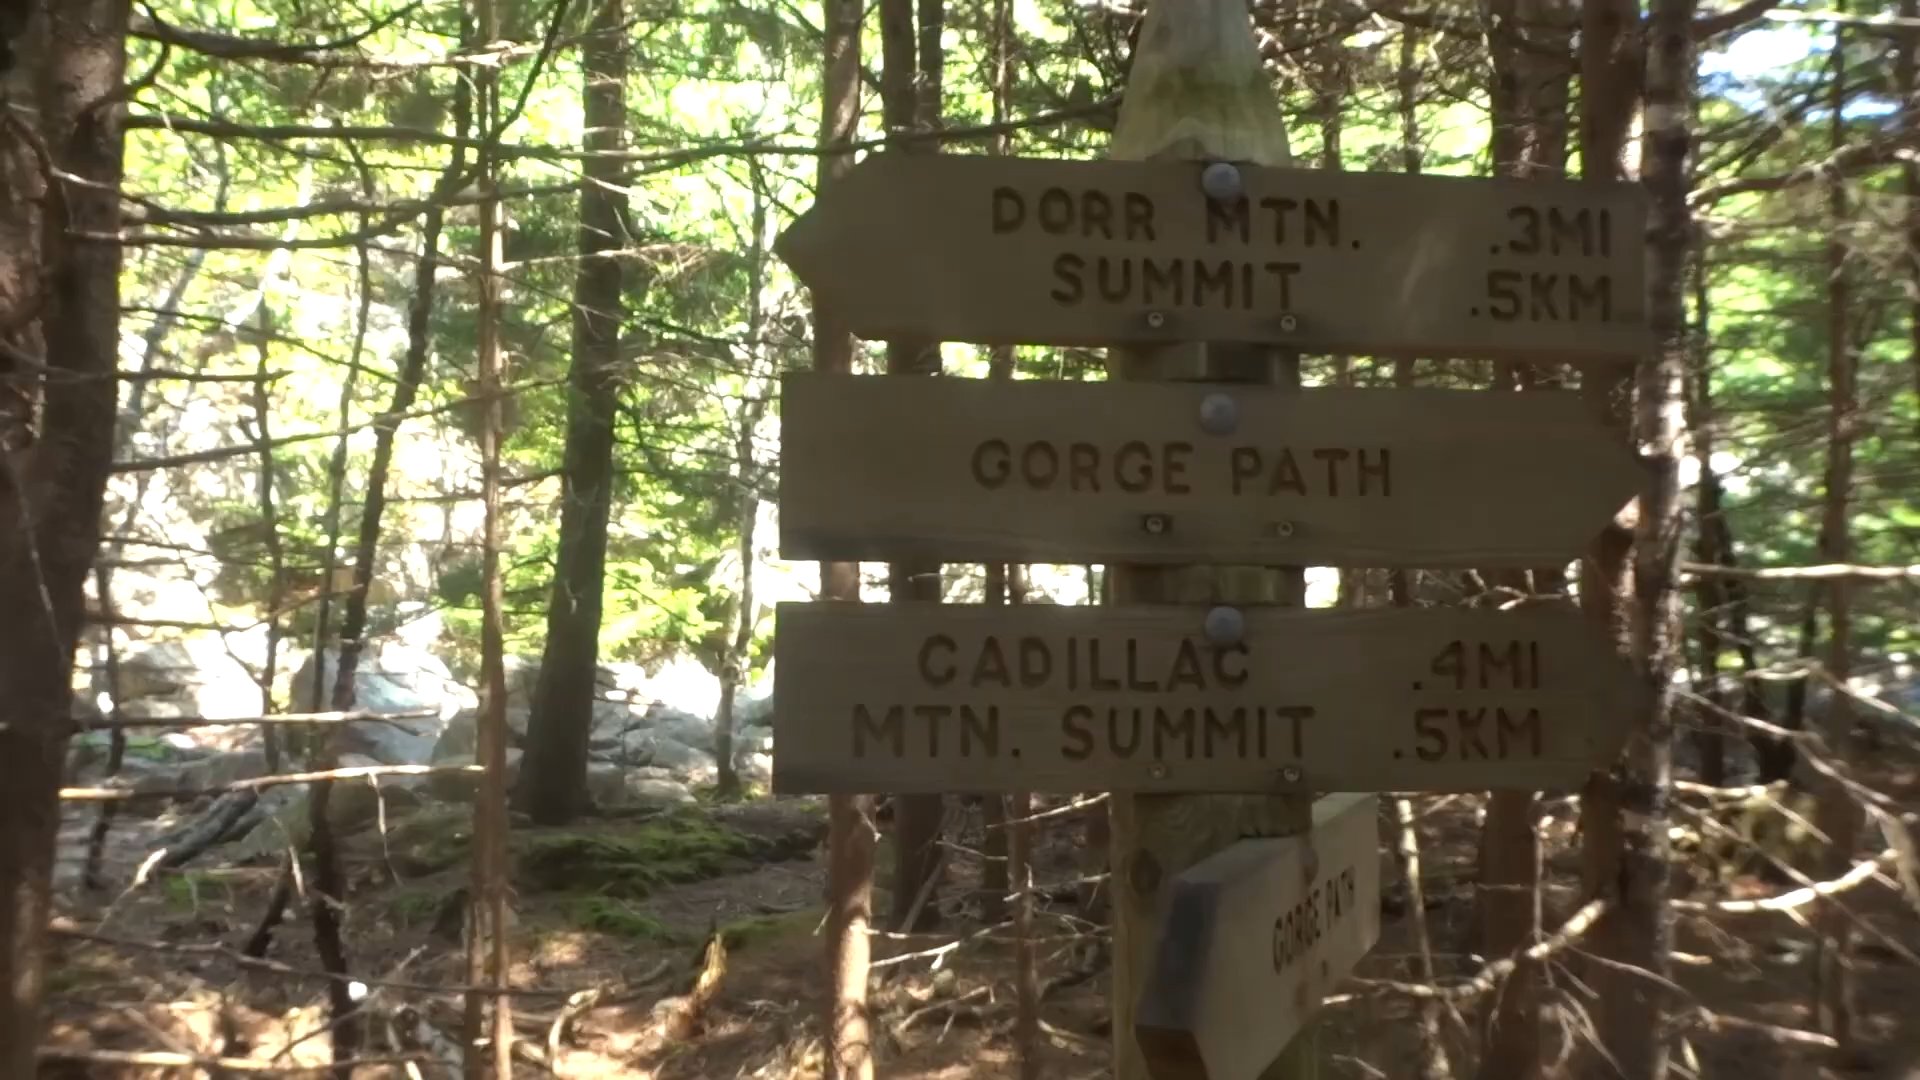 DORR MTN. .3MI
SUMMIT .5KM
GORGE PATH
CADILLAC .4MI
MTN. SUMMIT .5KM
GORGE PATH